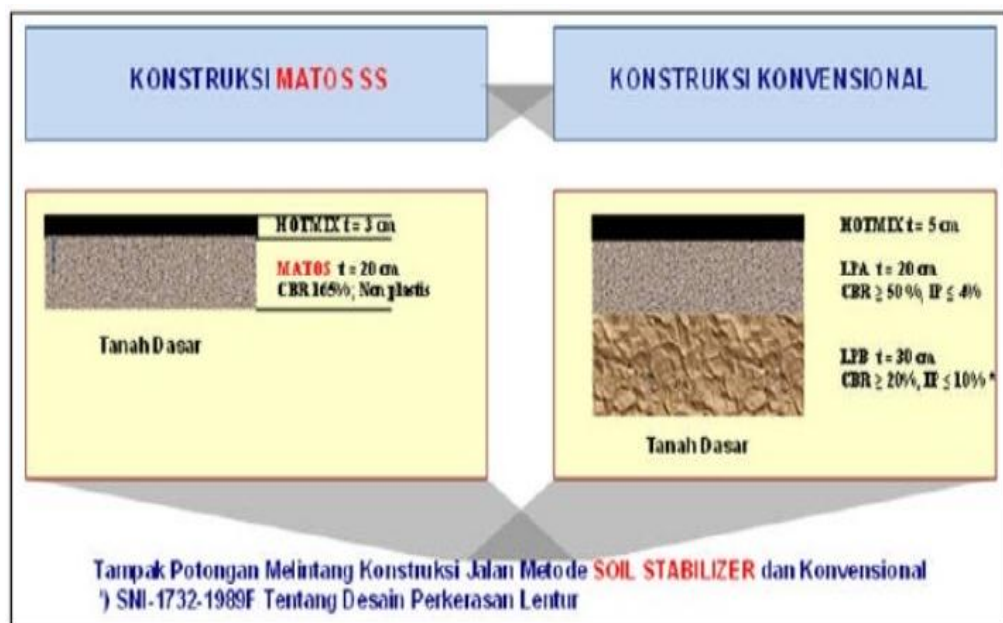 KONSTRUKSI MATOS SS
KONSTRUKSI KONVENSIONAL
HOTMIX t = 3 cm
MATOS t = 20 cm
CBR 165%; Non plastis
Tanah Dasar
HOTMIX t = 5 cm
LPA t = 20 cm
CBR ≥ 50 %, IP ≤ 4%
LPB t = 30 cm
CBR ≥ 20%, IP ≤ 10% *
Tanah Dasar
Tampak Potongan Melintang Konstruksi Jalan Metode SOIL STABILIZER dan Konvensional
*) SNI-1732-1989F Tentang Desain Perkerasan Lentur